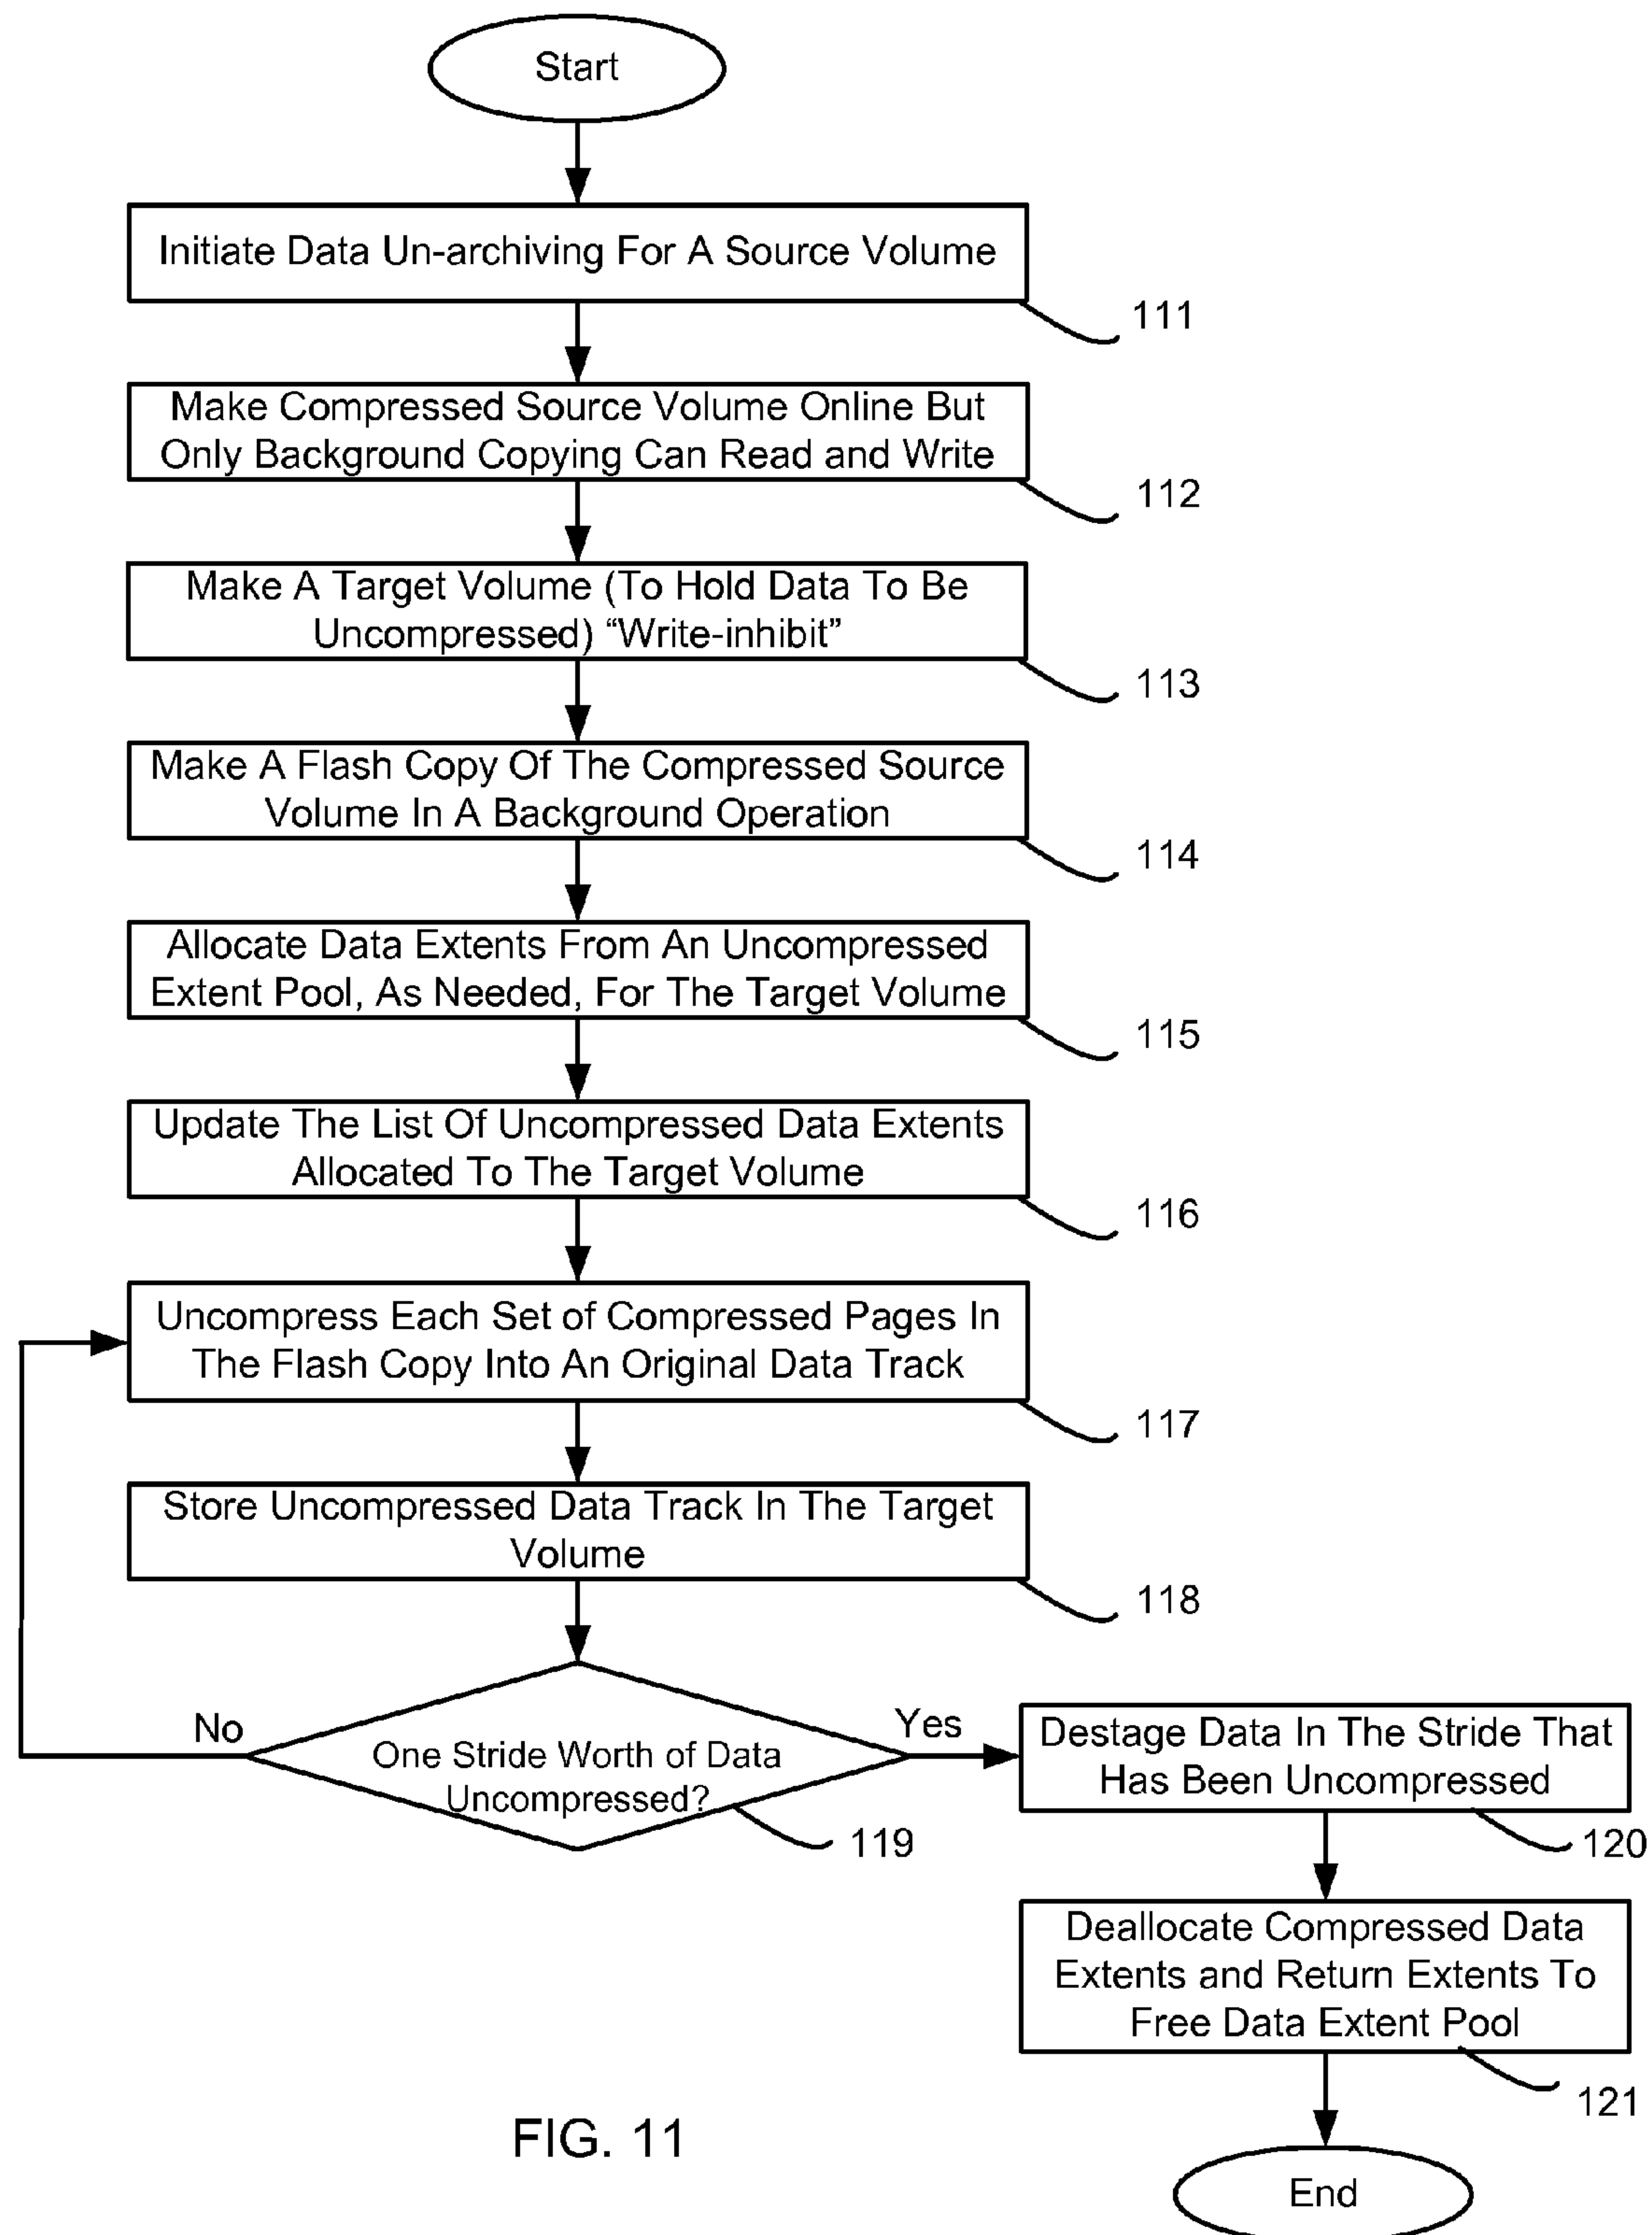 Start
Initiate Data Un-archiving For A Source Volume
111
Make Compressed Source Volume Online But
Only Background Copying Can Read and Write
112
Make A Target Volume (To Hold Data To Be
Uncompressed) “Write-inhibit”
113
Make A Flash Copy Of The Compressed Source
Volume In A Background Operation
114
Allocate Data Extents From An Uncompressed
Extent Pool, As Needed, For The Target Volume
115
Update The List Of Uncompressed Data Extents
Allocated To The Target Volume
116
Uncompress Each Set of Compressed Pages In
The Flash Copy Into An Original Data Track
117
Store Uncompressed Data Track In The Target
Volume
118
No
One Stride Worth of Data
Uncompressed?
119
Yes
Destage Data In The Stride That
Has Been Uncompressed
120
Deallocate Compressed Data
Extents and Return Extents To
Free Data Extent Pool
121
End
FIG. 11